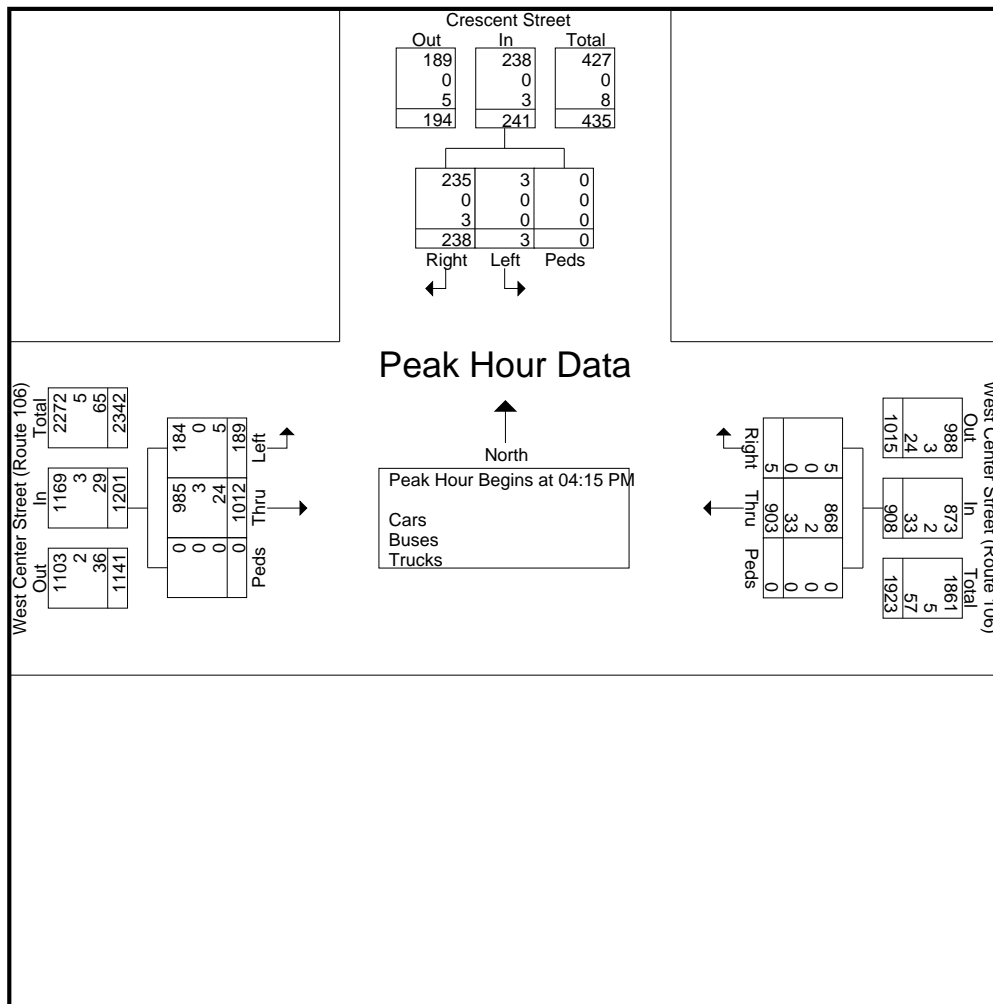 Crescent Street
Out In Total
189 238 427
0 0 0
5 3 8
194 241 435
235 3 0
0 0 0
3 0 0
238 3 0
Right Left Peds
Peak Hour Data
North
Peak Hour Begins at 04:15 PM
Cars
Buses
Trucks
West Center Street (Route 106)
Total In Out
2272 1169 1103
5 3 2
65 29 36
2342 1201 1141
184 985 0
0 3 0
5 24 0
189 1012 0
Left Thru Peds
West Center Street (Route 106)
Out In Total
988 873 1861
3 2 5
24 33 57
1015 908 1923
5 868 0
0 2 0
0 33 0
5 903 0
Right Thru Peds